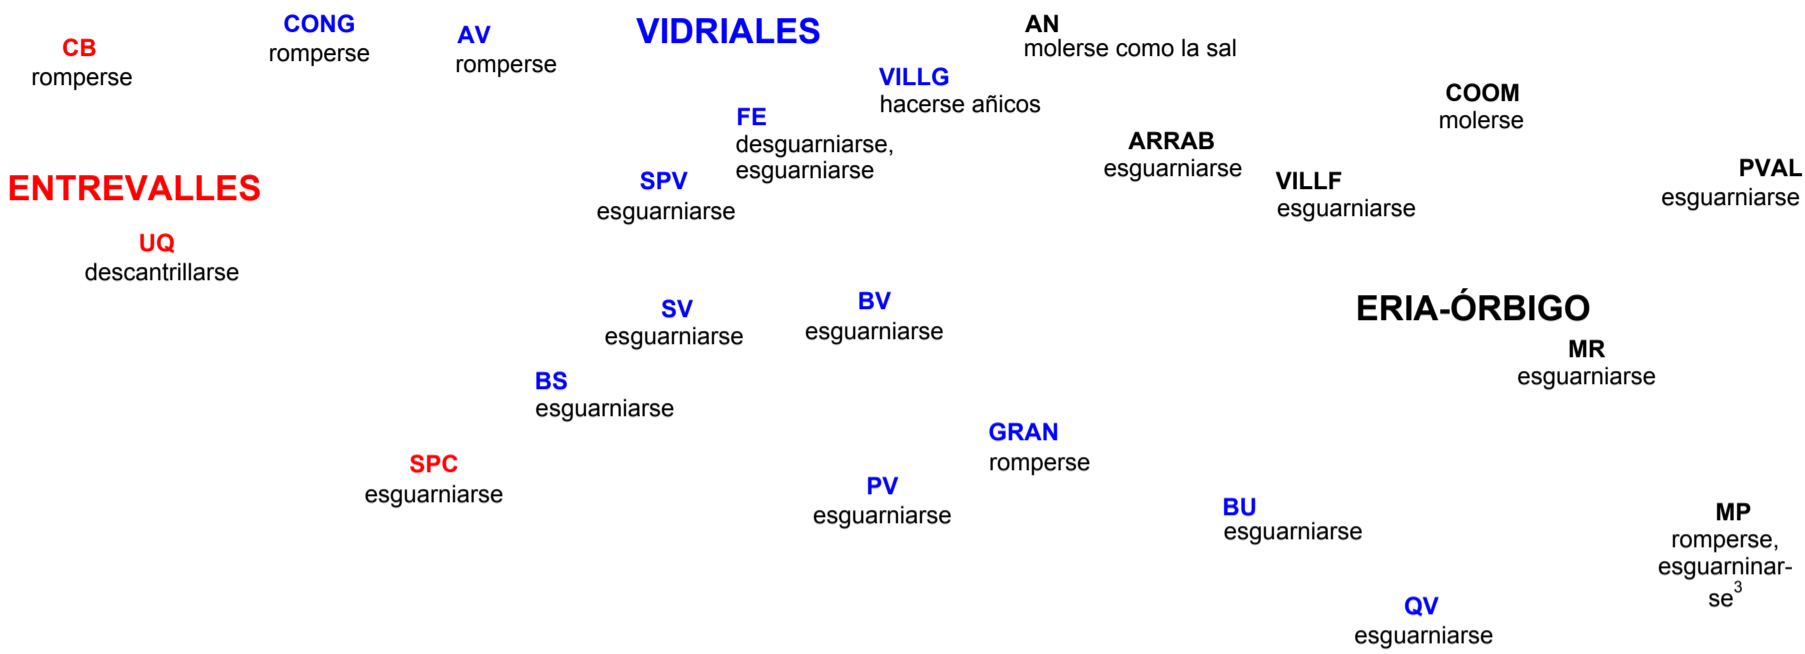 CONG
romperse
AV
romperse
VIDRIALES
AN
molerse como la sal
CB
romperse
VILLG
hacerse añicos
COOM
molerse
FE
desguarniarse,
esguarniarse
ARRAB
esguarniarse
PVAL
esguarniarse
ENTREVALLES
SPV
esguarniarse
VILLF
esguarniarse
UQ
descantrillarse
SV
esguarniarse
BV
esguarniarse
ERIA-ÓRBIGO
MR
esguarniarse
BS
esguarniarse
GRAN
romperse
SPC
esguarniarse
PV
esguarniarse
BU
esguarniarse
MP
romperse,
esguarninar-
se³
QV
esguarniarse